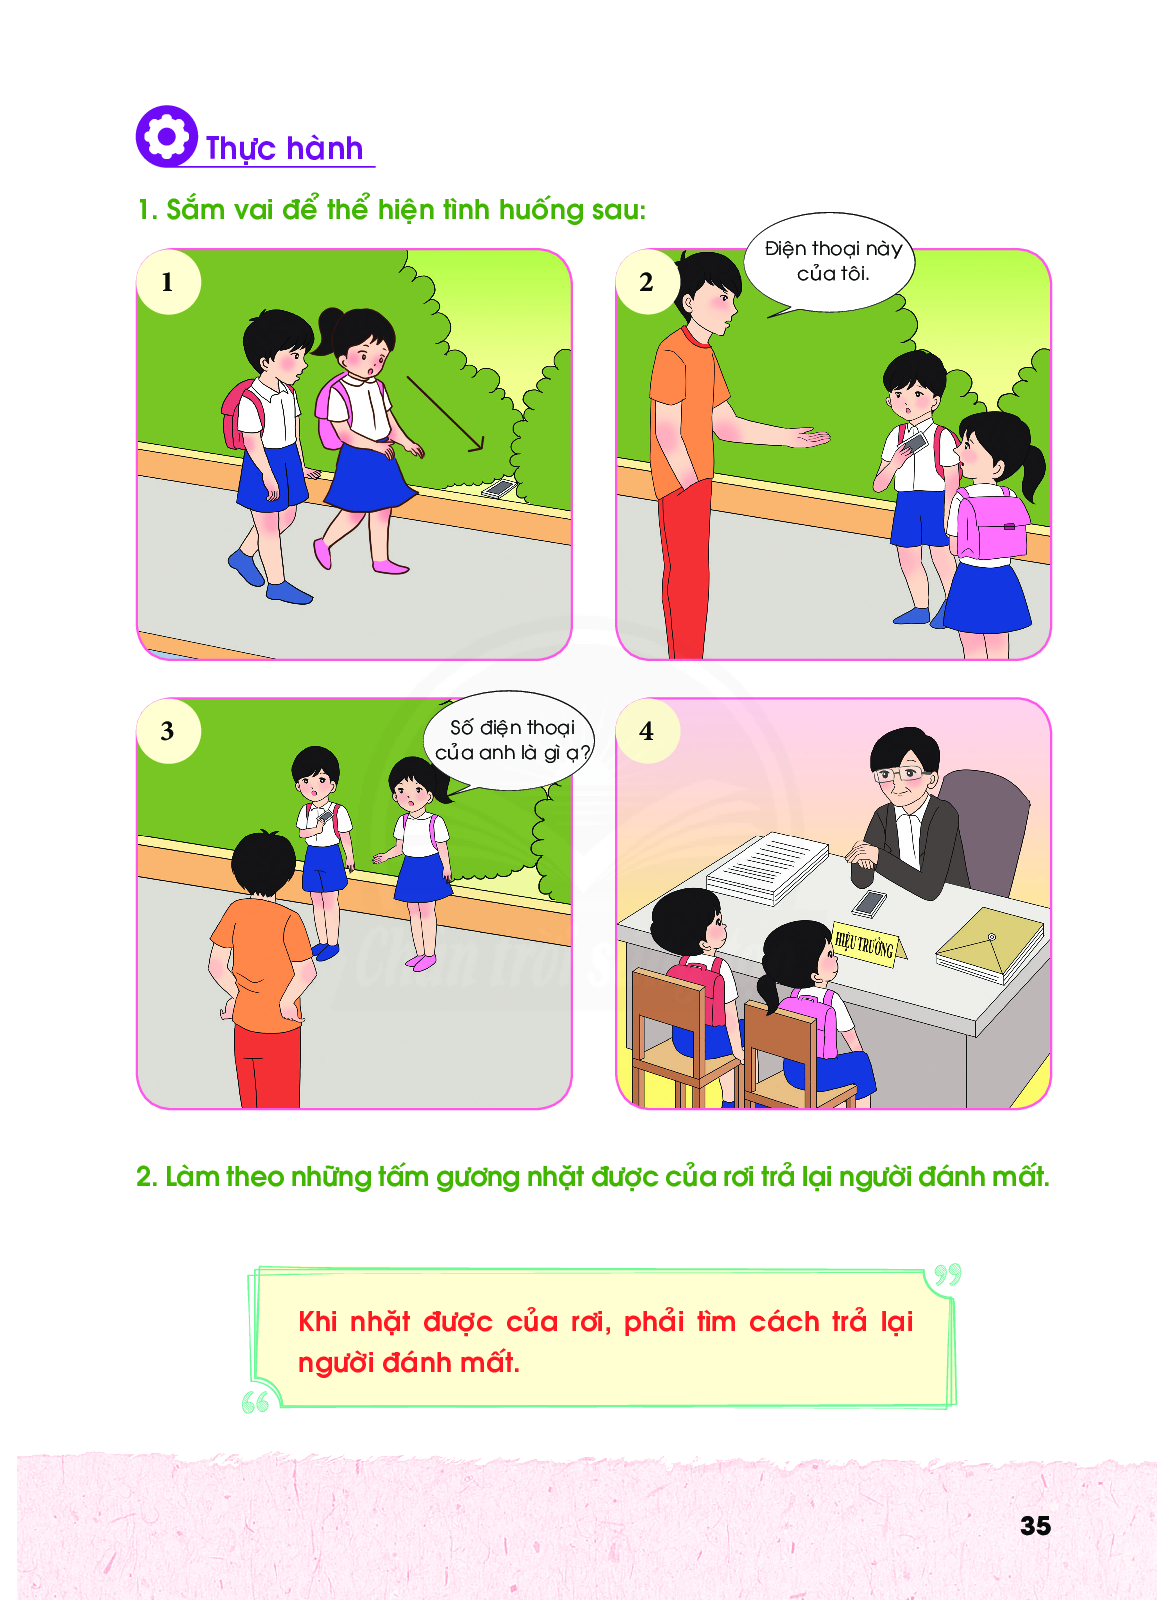 Thực hành
1. Sắm vai để thể hiện tình huống sau:
1
2
Điện thoại này
của tôi.
3
Số điện thoại
của anh là gì ạ?
4
HIỆU TRƯỞNG
2. Làm theo những tấm gương nhặt được của rơi trả lại người đánh mất.
Khi nhặt được của rơi, phải tìm cách trả lại
người đánh mất.
35